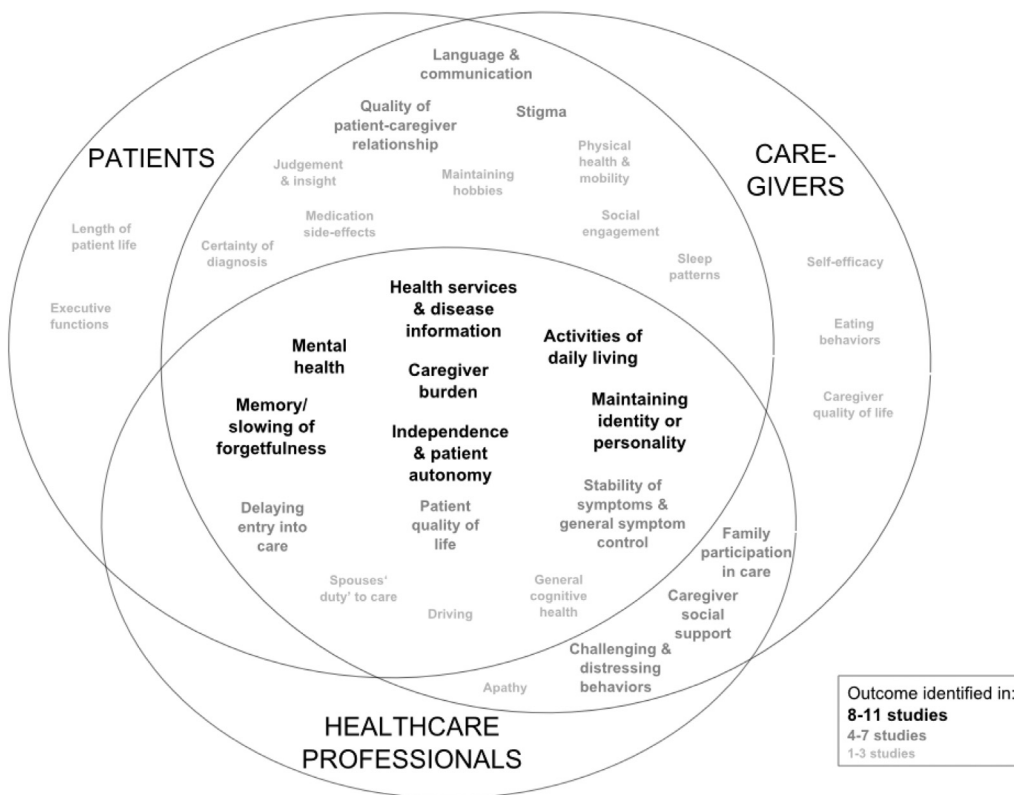 Language &
communication
Quality of
patient-caregiver
relationship
Stigma
PATIENTS
CARE-
GIVERS
Judgement
& insight
Maintaining
hobbies
Physical
health &
mobility
Length of
patient life
Certainty of
diagnosis
Medication
side-effects
Social
engagement
Sleep
patterns
Self-efficacy
Executive
functions
Health services
& disease
information
Mental
health
Caregiver
burden
Activities of
daily living
Eating
behaviors
Memory/
slowing of
forgetfulness
Independence
& patient
autonomy
Maintaining
identity or
personality
Caregiver
quality of life
Delaying
entry into
care
Patient
quality of
life
Stability of
symptoms &
general symptom
control
Family
participation
in care
Spouses‘
duty’ to care
Driving
General
cognitive
health
Caregiver
social
support
Challenging &
distressing
behaviors
Apathy
HEALTHCARE
PROFESSIONALS
Outcome identified in:
8-11 studies
4-7 studies
1-3 studies